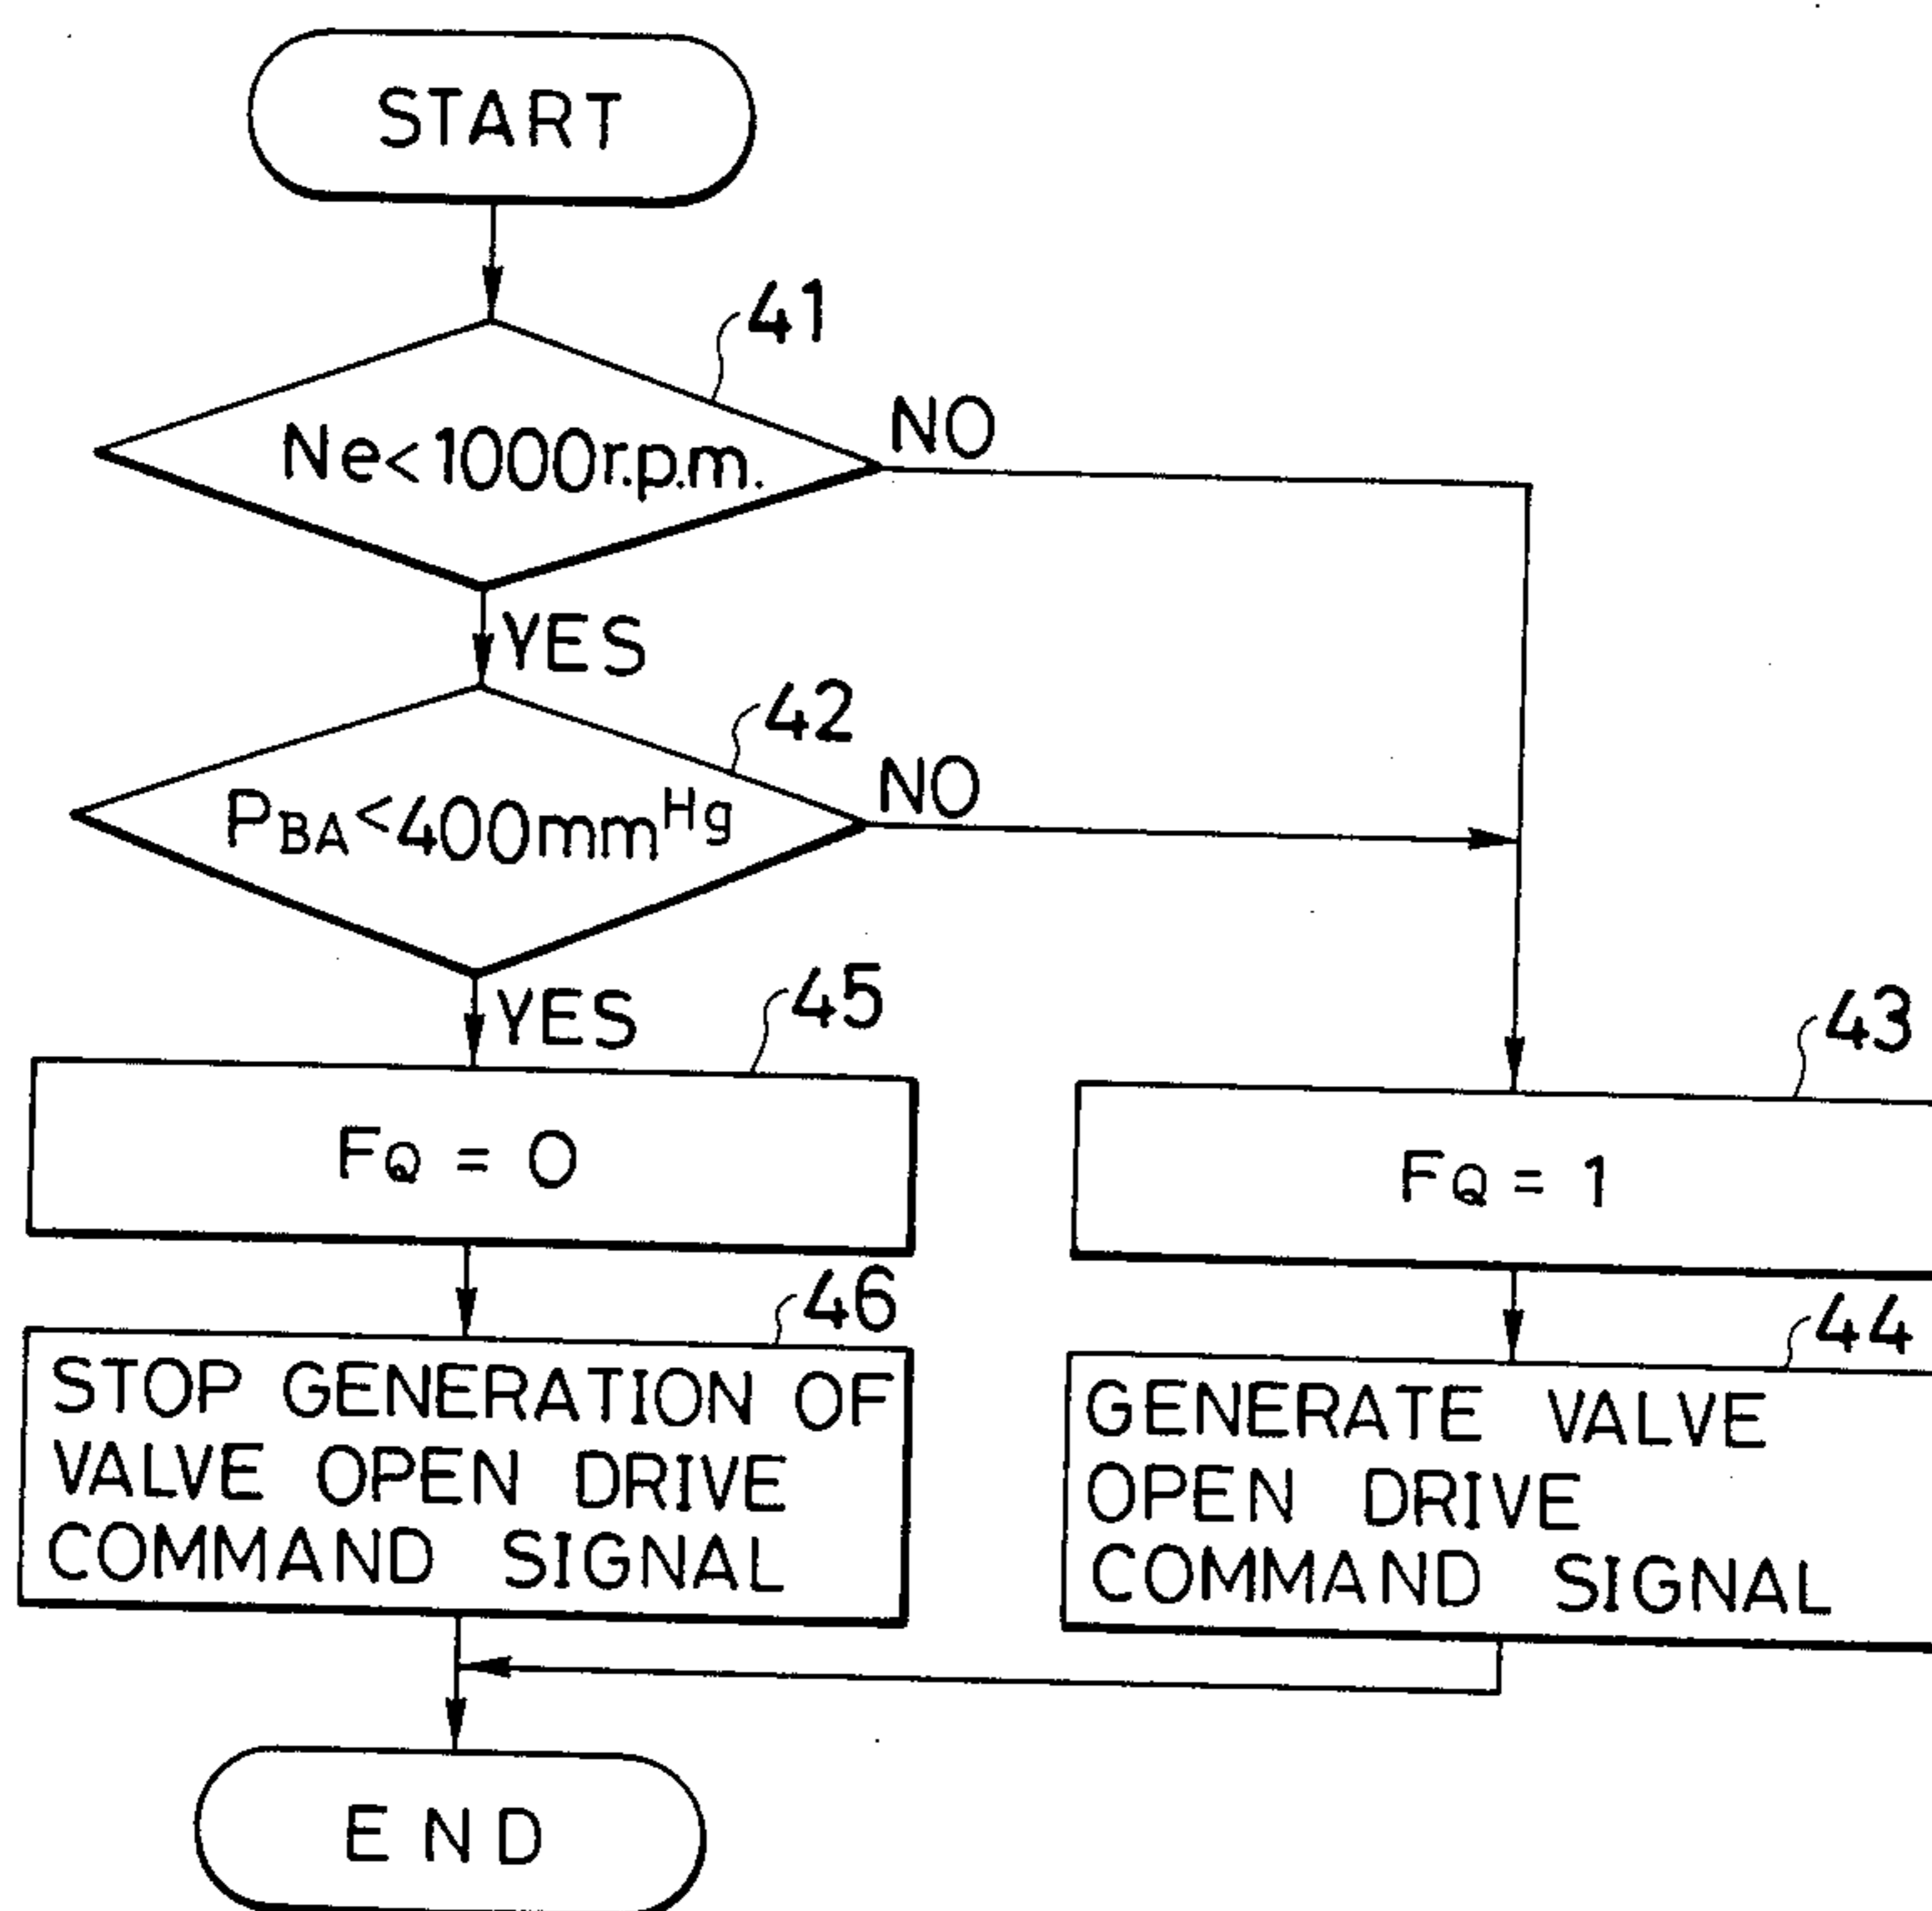 START
41
Ne<1000r.p.m.
NO
YES
42
PBA<400mmHg
NO
YES
45
FQ = 0
43
FQ = 1
46
STOP GENERATION OF
VALVE OPEN DRIVE
COMMAND SIGNAL
44
GENERATE VALVE
OPEN DRIVE
COMMAND SIGNAL
END